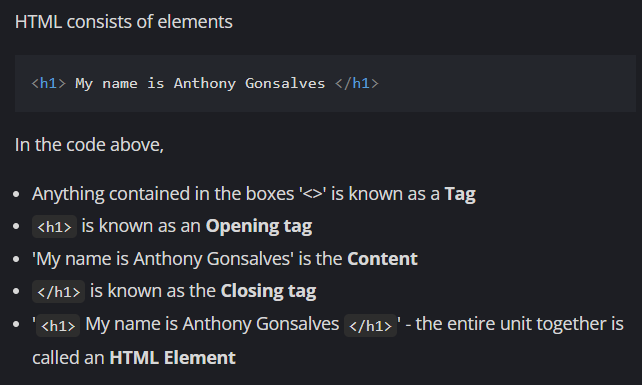 HTML consists of elements
<h1> My name is Anthony Gonsalves </h1>
In the code above,
• Anything contained in the boxes '<>' is known as a Tag
• <h1> is known as an Opening tag
• 'My name is Anthony Gonsalves' is the Content
• </h1> is known as the Closing tag
• '<h1> My name is Anthony Gonsalves </h1>' - the entire unit together is
called an HTML Element